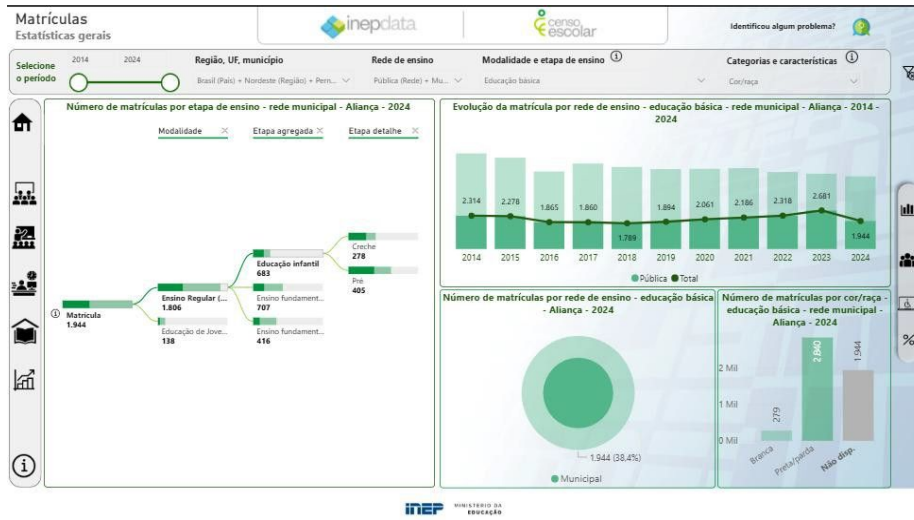 Matrículas
Estatísticas gerais
inepdata
censo
escolar
Identificou algum problema?
Selecione
o período
2014
2024
Região, UF, município
Brasil (País) + Nordeste (Região) + Pern...
Rede de ensino
Pública (Rede) + Mu...
Modalidade e etapa de ensino
Educação básica
Categorias e características
Cor/raça
Número de matrículas por etapa de ensino - rede municipal - Aliança - 2024
Modalidade
Etapa agregada
Etapa detalhe
Matrícula
1.944
Ensino Regular (...
1.806
Educação de Jove...
138
Educação infantil
683
Ensino fundament...
707
Ensino fundament...
416
Creche
278
Pré
405
Evolução da matrícula por rede de ensino - educação básica - rede municipal - Aliança - 2014 -
2024
2.314
2.278
1.865
1.860
1.789
1.894
2.061
2.186
2.318
2.681
1.944
2014
2015
2016
2017
2018
2019
2020
2021
2022
2023
2024
Pública
Total
Número de matrículas por rede de ensino - educação básica
- Aliança - 2024
1.944 (38,4%)
Municipal
Número de matrículas por cor/raça -
educação básica - rede municipal -
Aliança - 2024
2 Mil
1 Mil
0 Mil
279
2.840
1.944
Branca
Preta/parda
Não disp.
%
inep
MINISTÉRIO DA
EDUCAÇÃO